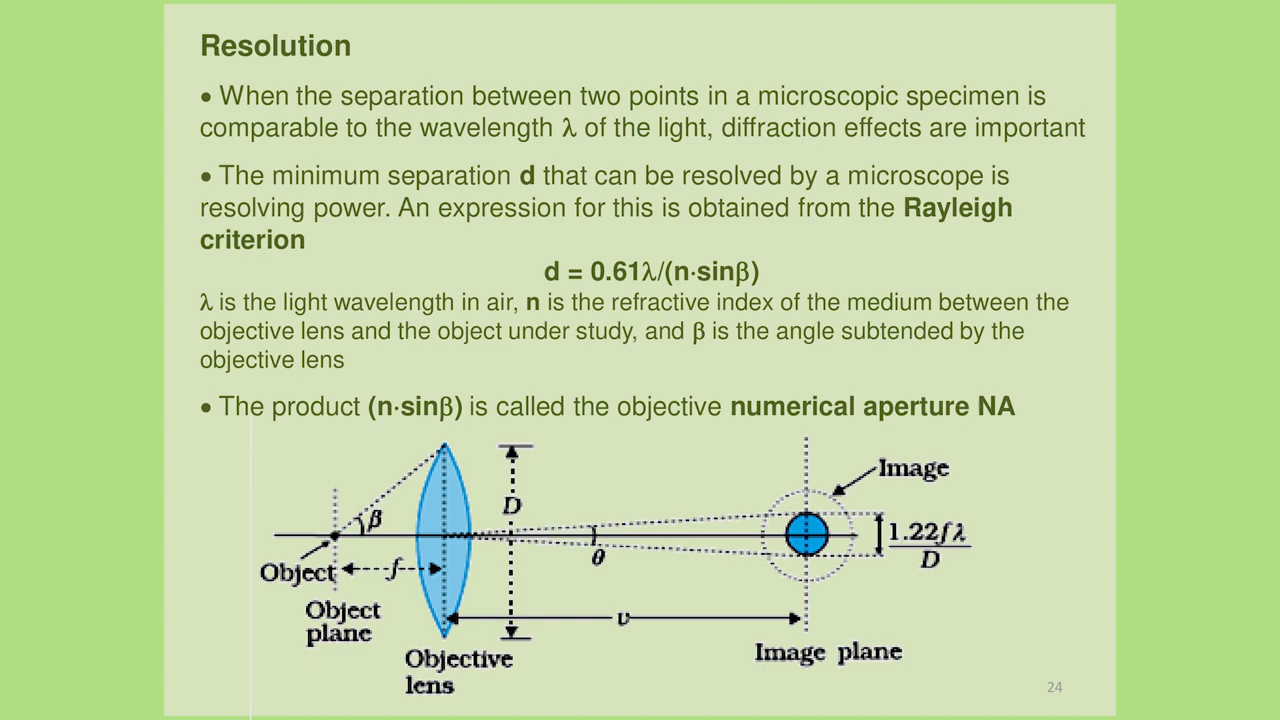 Resolution
• When the separation between two points in a microscopic specimen is
comparable to the wavelength λ of the light, diffraction effects are important
• The minimum separation d that can be resolved by a microscope is
resolving power. An expression for this is obtained from the Rayleigh
criterion
d = 0.61λ/(n·sinβ)
λ is the light wavelength in air, n is the refractive index of the medium between the
objective lens and the object under study, and β is the angle subtended by the
objective lens
• The product (n·sinβ) is called the objective numerical aperture NA
Image
D
β
1.22fλ
D
θ
Object
f
Object
plane
υ
Image plane
Objective
lens
24